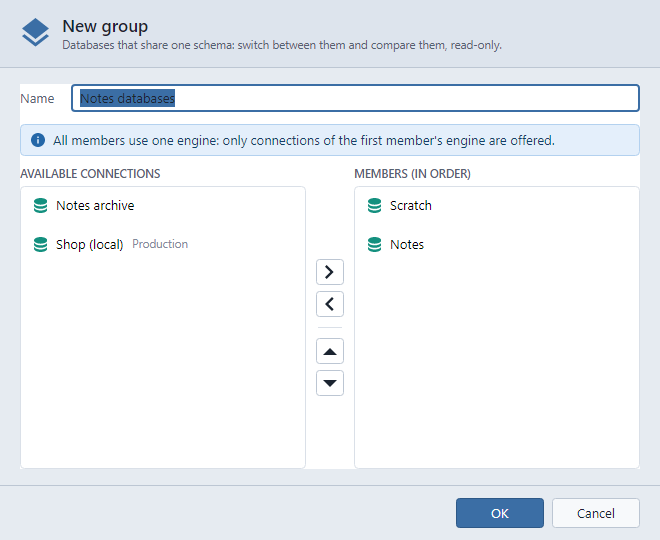 New group
Databases that share one schema: switch between them and compare them, read-only.
Name
Notes databases
All members use one engine: only connections of the first member's engine are offered.
AVAILABLE CONNECTIONS
Notes archive
Shop (local) Production
MEMBERS (IN ORDER)
Scratch
Notes
OK
Cancel